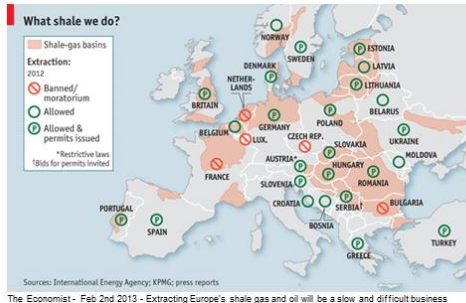 What shale we do?
Shale-gas basins
Extraction:
2012
Banned/
moratorium
Allowed
P Allowed &
permits issued
*Restrictive laws
†Bids for permits invited
NORWAY
SWEDEN
ESTONIA
LATVIA
LITHUANIA
DENMARK
NETHER-
LANDS
BRITAIN
BELARUS
BELGIUM
GERMANY
POLAND
LUX.
CZECH REP.
UKRAINE
SLOVAKIA
AUSTRIA*
HUNGARY
MOLDOVA
FRANCE
SLOVENIA
ROMANIA
CROATIA
SERBIA†
BULGARIA
BOSNIA
PORTUGAL
SPAIN
GREECE
TURKEY
Sources: International Energy Agency; KPMG; press reports
The Economist - Feb 2nd 2013 - Extracting Europe's shale gas and oil will be a slow and difficult business